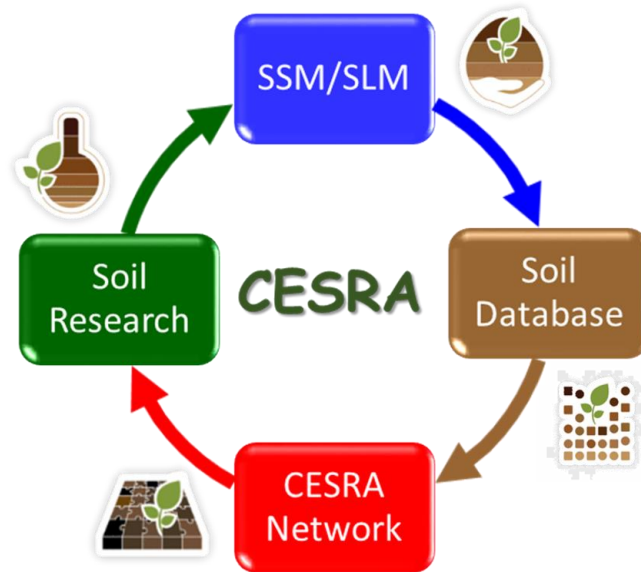 SSM/SLM
Soil
Research
CESRA
Soil
Database
CESRA
Network